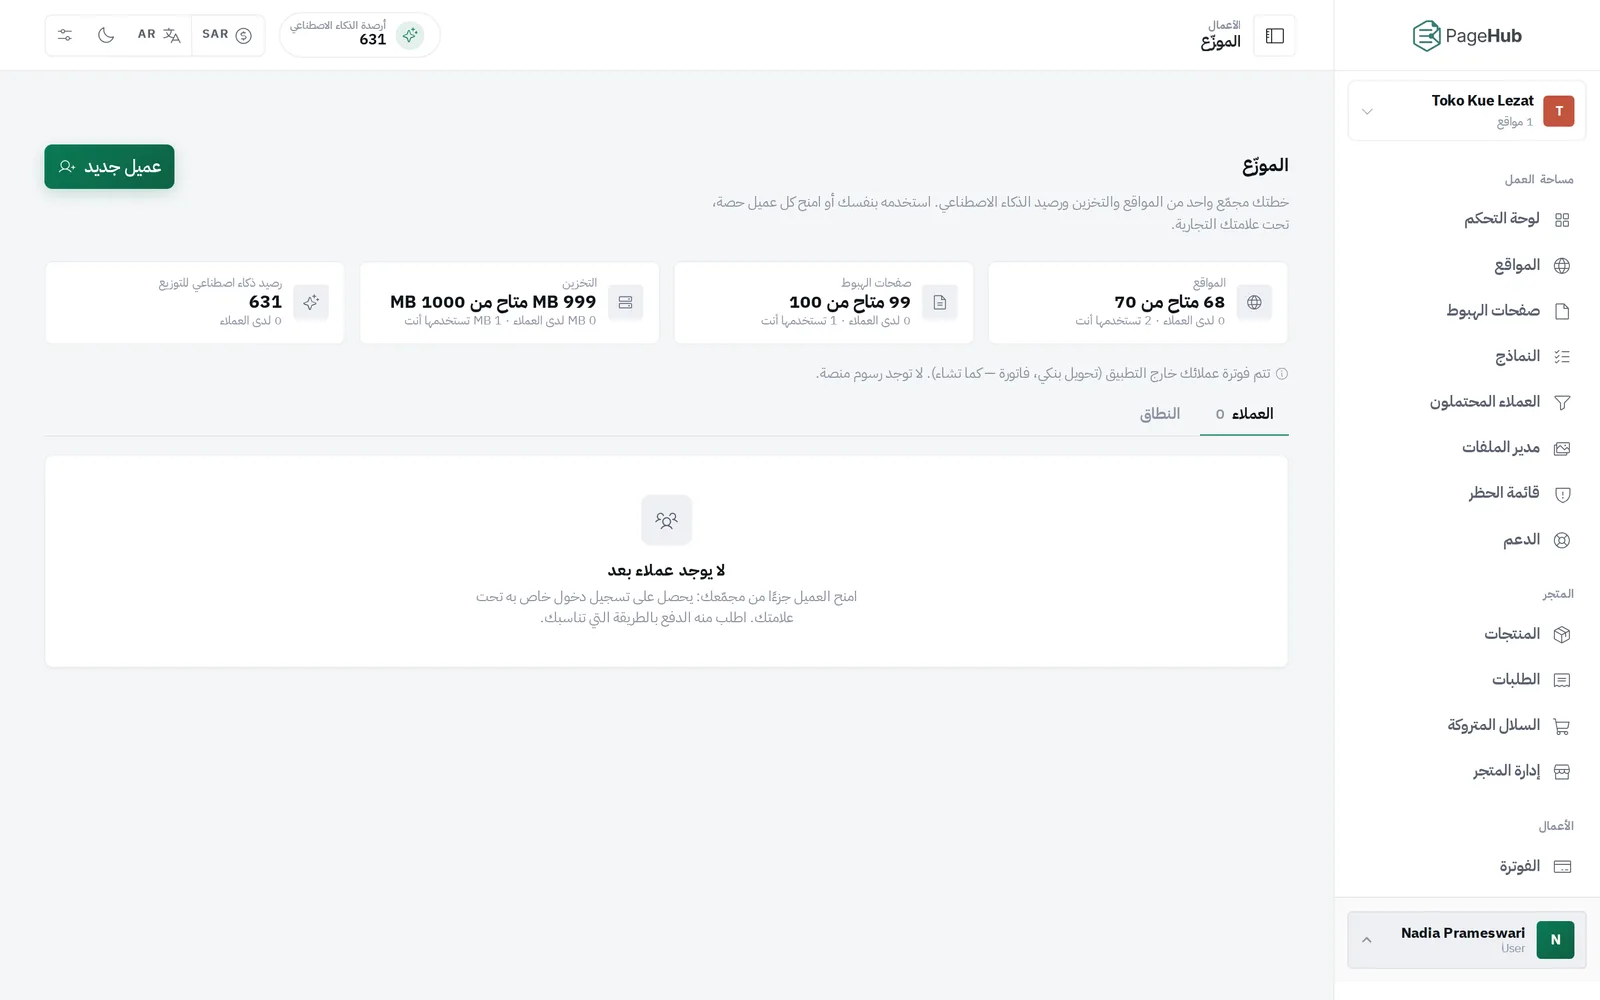 PageHub
Toko Kue Lezat
1 مواقع
T
مساحة العمل
لوحة التحكم
المواقع
صفحات الهبوط
النماذج
العملاء المحتملون
مدير الملفات
قائمة الحظر
الدعم
المتجر
المنتجات
الطلبات
السلال المتروكة
إدارة المتجر
الأعمال
الفوترة
Nadia Prameswari
User
N
الأعمال
الموزّع
أرصدة الذكاء الاصطناعي
631
SAR
AR
الموزّع
خطتك مجمّع واحد من المواقع والتخزين ورصيد الذكاء الاصطناعي. استخدمه بنفسك أو امنح كل عميل حصة،
تحت علامتك التجارية.
عميل جديد
المواقع
68 متاح من 70
0 لدى العملاء · 2 تستخدمها أنت
صفحات الهبوط
99 متاح من 100
0 لدى العملاء · 1 تستخدمها أنت
التخزين
999 MB متاح من 1000 MB
0 MB لدى العملاء · 1 MB تستخدمها أنت
رصيد ذكاء اصطناعي للتوزيع
631
0 لدى العملاء
تتم فوترة عملائك خارج التطبيق (تحويل بنكي، فاتورة — كما تشاء). لا توجد رسوم منصة.
العملاء 0
النطاق
لا يوجد عملاء بعد
امنح العميل جزءًا من مجمّعك: يحصل على تسجيل دخول خاص به تحت
علامتك. اطلب منه الدفع بالطريقة التي تناسبك.